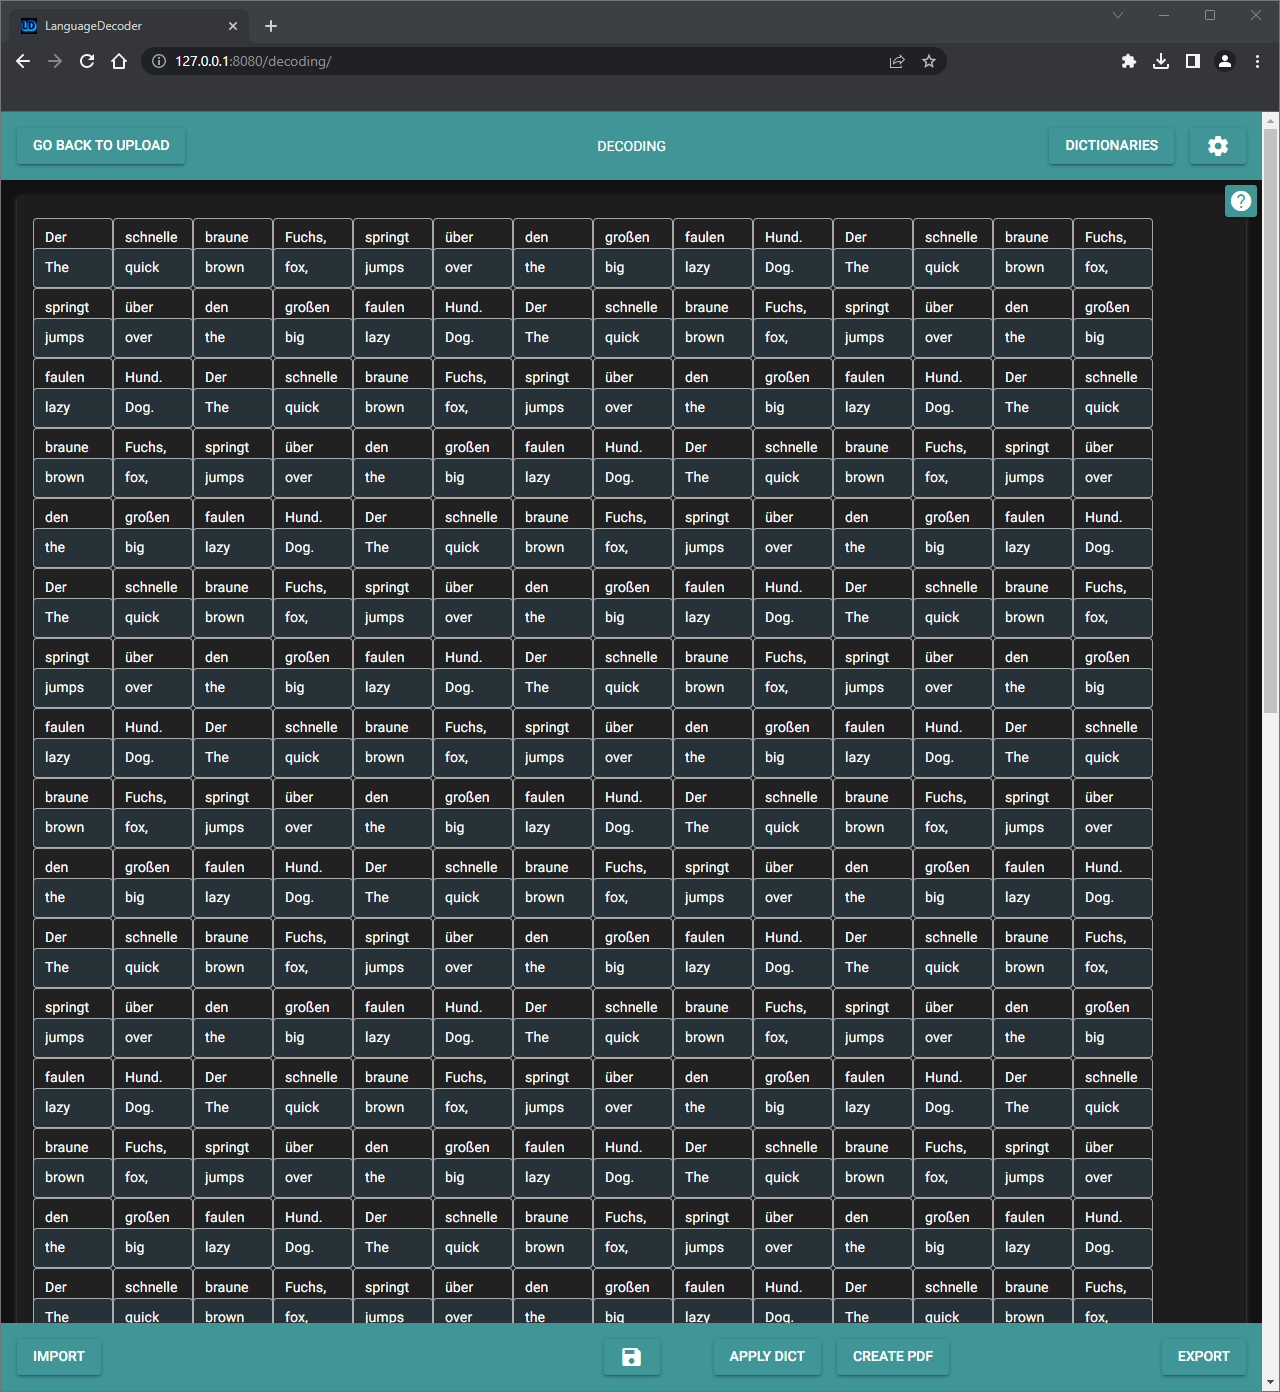 LD LanguageDecoder
127.0.0.1:8080/decoding/
GO BACK TO UPLOAD DECODING DICTIONARIES
Der schnelle braune Fuchs, springt über den großen faulen Hund. Der schnelle braune Fuchs,
The quick brown fox, jumps over the big lazy Dog. The quick brown fox,
springt über den großen faulen Hund. Der schnelle braune Fuchs, springt über den großen
jumps over the big lazy Dog. The quick brown fox, jumps over the big
faulen Hund. Der schnelle braune Fuchs, springt über den großen faulen Hund. Der schnelle
lazy Dog. The quick brown fox, jumps over the big lazy Dog. The quick
braune Fuchs, springt über den großen faulen Hund. Der schnelle braune Fuchs, springt über
brown fox, jumps over the big lazy Dog. The quick brown fox, jumps over
den großen faulen Hund. Der schnelle braune Fuchs, springt über den großen faulen Hund.
the big lazy Dog. The quick brown fox, jumps over the big lazy Dog.
Der schnelle braune Fuchs, springt über den großen faulen Hund. Der schnelle braune Fuchs,
The quick brown fox, jumps over the big lazy Dog. The quick brown fox,
springt über den großen faulen Hund. Der schnelle braune Fuchs, springt über den großen
jumps over the big lazy Dog. The quick brown fox, jumps over the big
faulen Hund. Der schnelle braune Fuchs, springt über den großen faulen Hund. Der schnelle
lazy Dog. The quick brown fox, jumps over the big lazy Dog. The quick
braune Fuchs, springt über den großen faulen Hund. Der schnelle braune Fuchs, springt über
brown fox, jumps over the big lazy Dog. The quick brown fox, jumps over
den großen faulen Hund. Der schnelle braune Fuchs, springt über den großen faulen Hund.
the big lazy Dog. The quick brown fox, jumps over the big lazy Dog.
Der schnelle braune Fuchs, springt über den großen faulen Hund. Der schnelle braune Fuchs,
The quick brown fox, jumps over the big lazy Dog. The quick brown fox,
springt über den großen faulen Hund. Der schnelle braune Fuchs, springt über den großen
jumps over the big lazy Dog. The quick brown fox, jumps over the big
faulen Hund. Der schnelle braune Fuchs, springt über den großen faulen Hund. Der schnelle
lazy Dog. The quick brown fox, jumps over the big lazy Dog. The quick
braune Fuchs, springt über den großen faulen Hund. Der schnelle braune Fuchs, springt über
brown fox, jumps over the big lazy Dog. The quick brown fox, jumps over
den großen faulen Hund. Der schnelle braune Fuchs, springt über den großen faulen Hund.
the big lazy Dog. The quick brown fox, jumps over the big lazy Dog.
Der schnelle braune Fuchs, springt über den großen faulen Hund. Der schnelle braune Fuchs,
The quick brown fox, jumps over the big lazy Dog. The quick brown fox,
IMPORT APPLY DICT CREATE PDF EXPORT